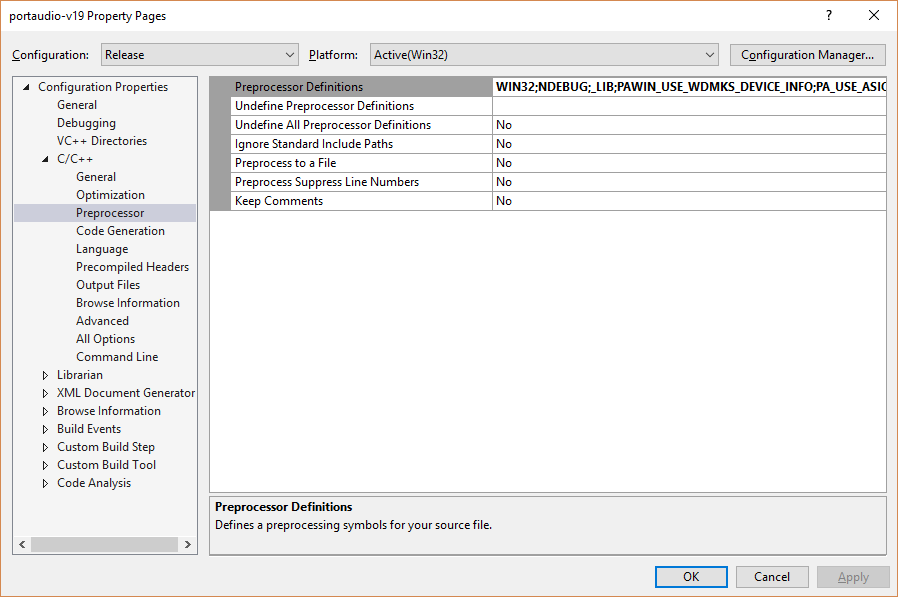 portaudio-v19 Property Pages
Configuration: Release Platform: Active(Win32) Configuration Manager...
Configuration Properties
General
Debugging
VC++ Directories
C/C++
General
Optimization
Preprocessor
Code Generation
Language
Precompiled Headers
Output Files
Browse Information
Advanced
All Options
Command Line
Librarian
XML Document Generator
Browse Information
Build Events
Custom Build Step
Custom Build Tool
Code Analysis
Preprocessor Definitions WIN32;NDEBUG;_LIB;PAWIN_USE_WDMKS_DEVICE_INFO;PA_USE_ASIO
Undefine Preprocessor Definitions
Undefine All Preprocessor Definitions No
Ignore Standard Include Paths No
Preprocess to a File No
Preprocess Suppress Line Numbers No
Keep Comments No
Preprocessor Definitions
Defines a preprocessing symbols for your source file.
OK Cancel Apply